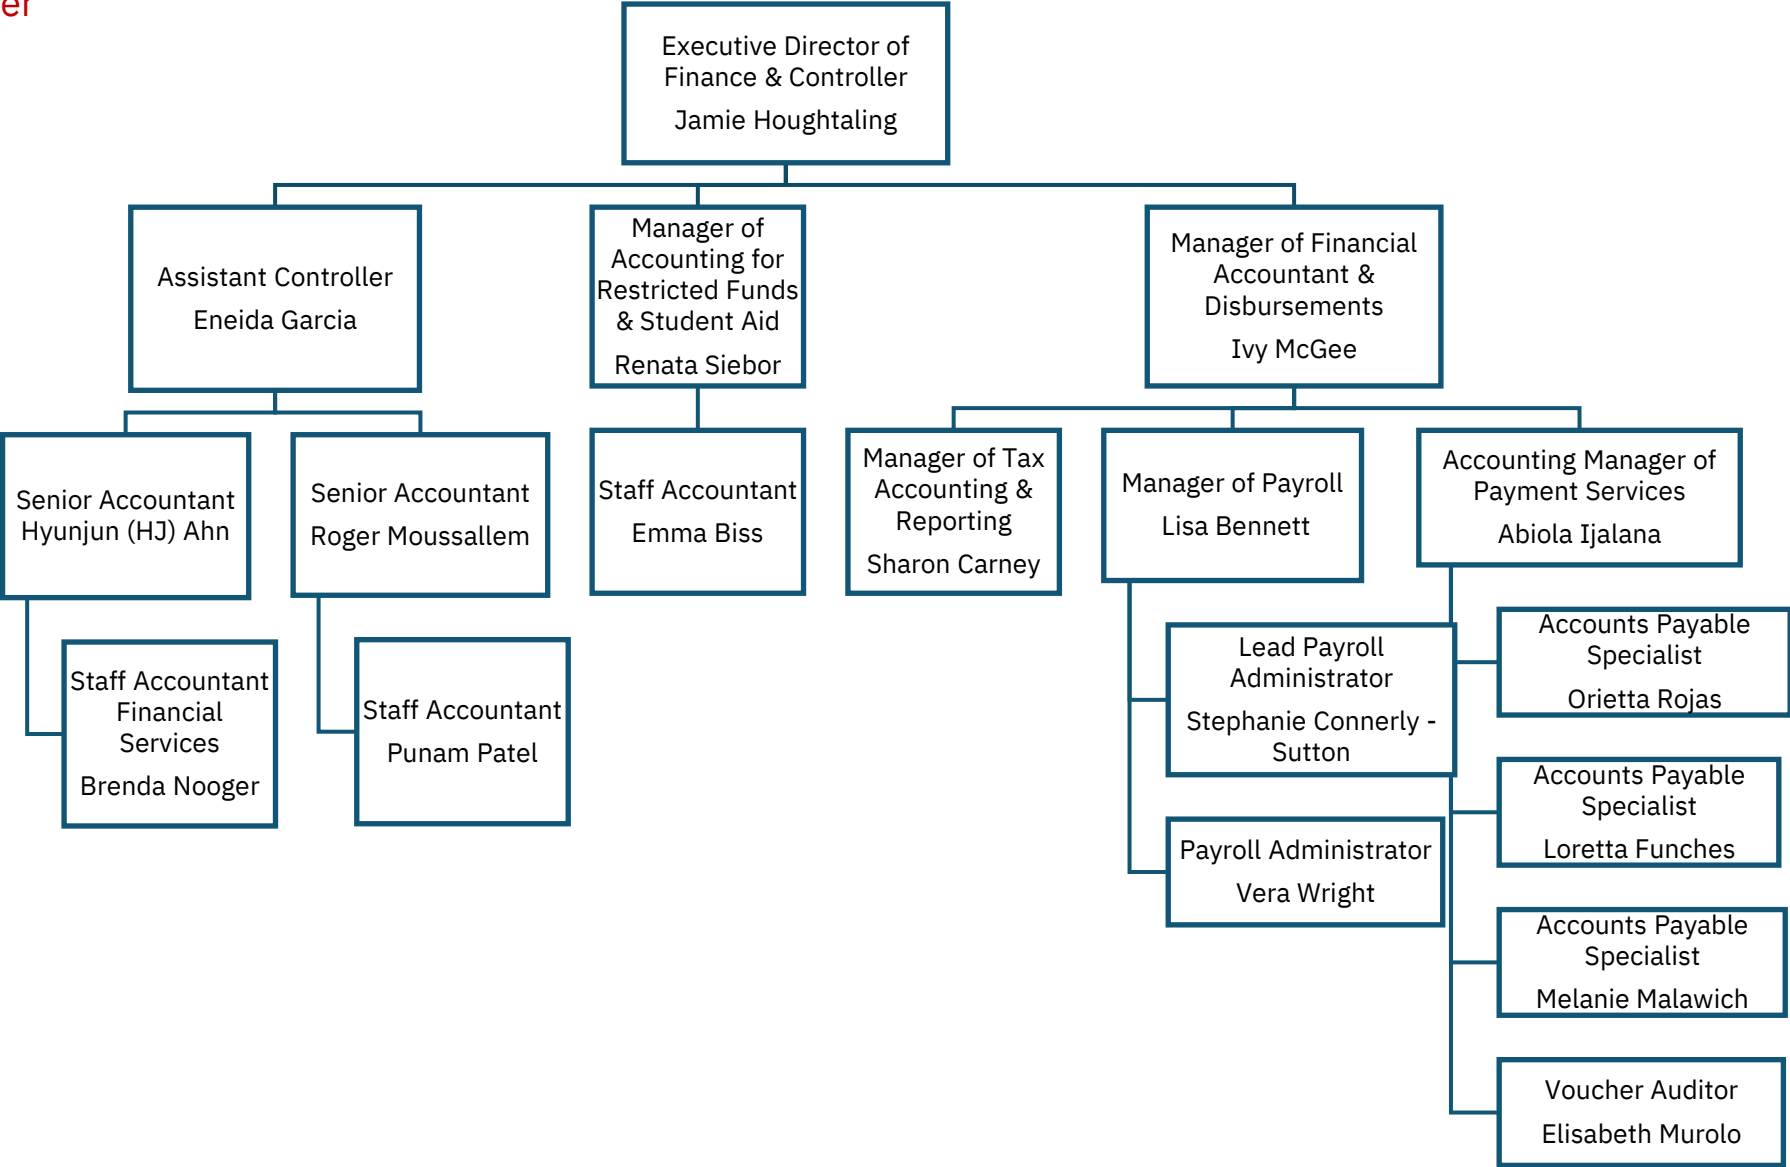 er
Executive Director of
Finance & Controller
Jamie Houghtaling
Assistant Controller
Eneida Garcia
Manager of
Accounting for
Restricted Funds
& Student Aid
Renata Siebor
Manager of Financial
Accountant &
Disbursements
Ivy McGee
Senior Accountant
Hyunjun (HJ) Ahn
Senior Accountant
Roger Moussallem
Staff Accountant
Emma Biss
Manager of Tax
Accounting &
Reporting
Sharon Carney
Manager of Payroll
Lisa Bennett
Accounting Manager of
Payment Services
Abiola Ijalana
Staff Accountant
Financial
Services
Brenda Nooger
Staff Accountant
Punam Patel
Lead Payroll
Administrator
Stephanie Connerly -
Sutton
Payroll Administrator
Vera Wright
Accounts Payable
Specialist
Orietta Rojas
Accounts Payable
Specialist
Loretta Funches
Accounts Payable
Specialist
Melanie Malawich
Voucher Auditor
Elisabeth Murolo